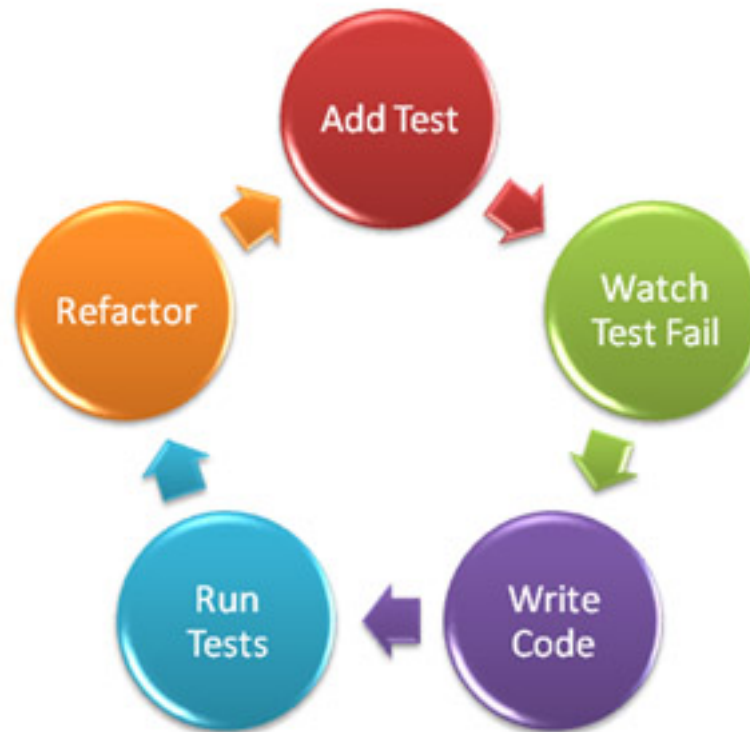 Add Test
Watch
Test Fail
Write
Code
Run
Tests
Refactor